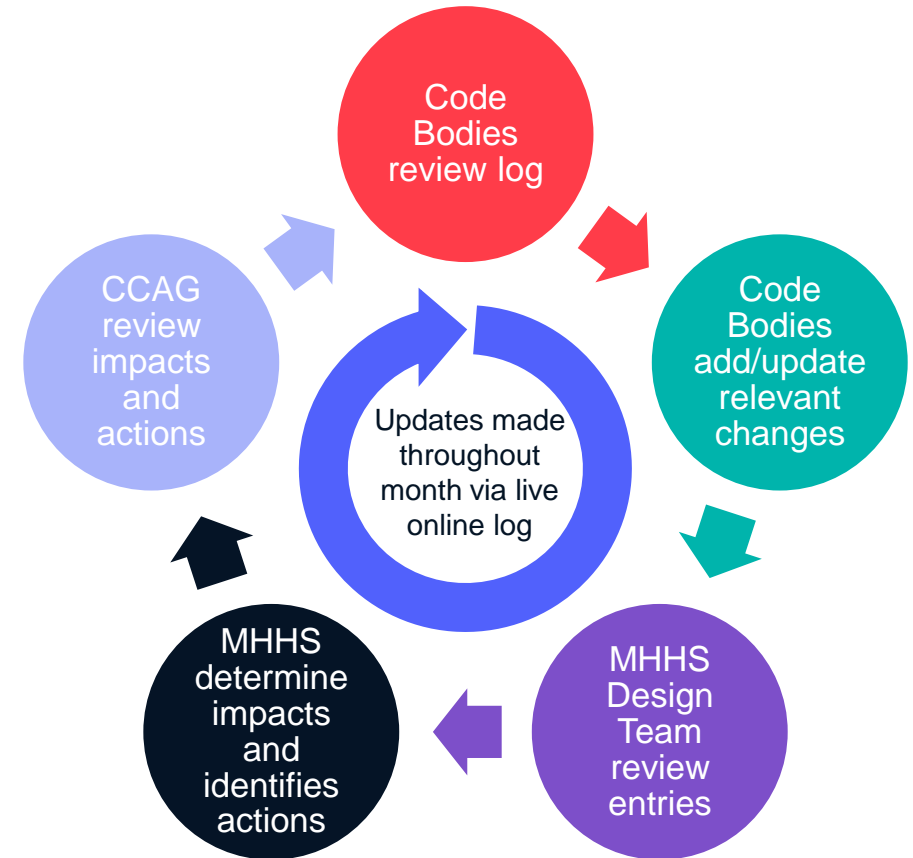 Code
Bodies
review log
Code
Bodies
add/update
relevant
changes
MHHS
Design
Team
review
entries
MHHS
determine
impacts
and
identifies
actions
CCAG
review
impacts
and
actions
Updates made
throughout
month via live
online log